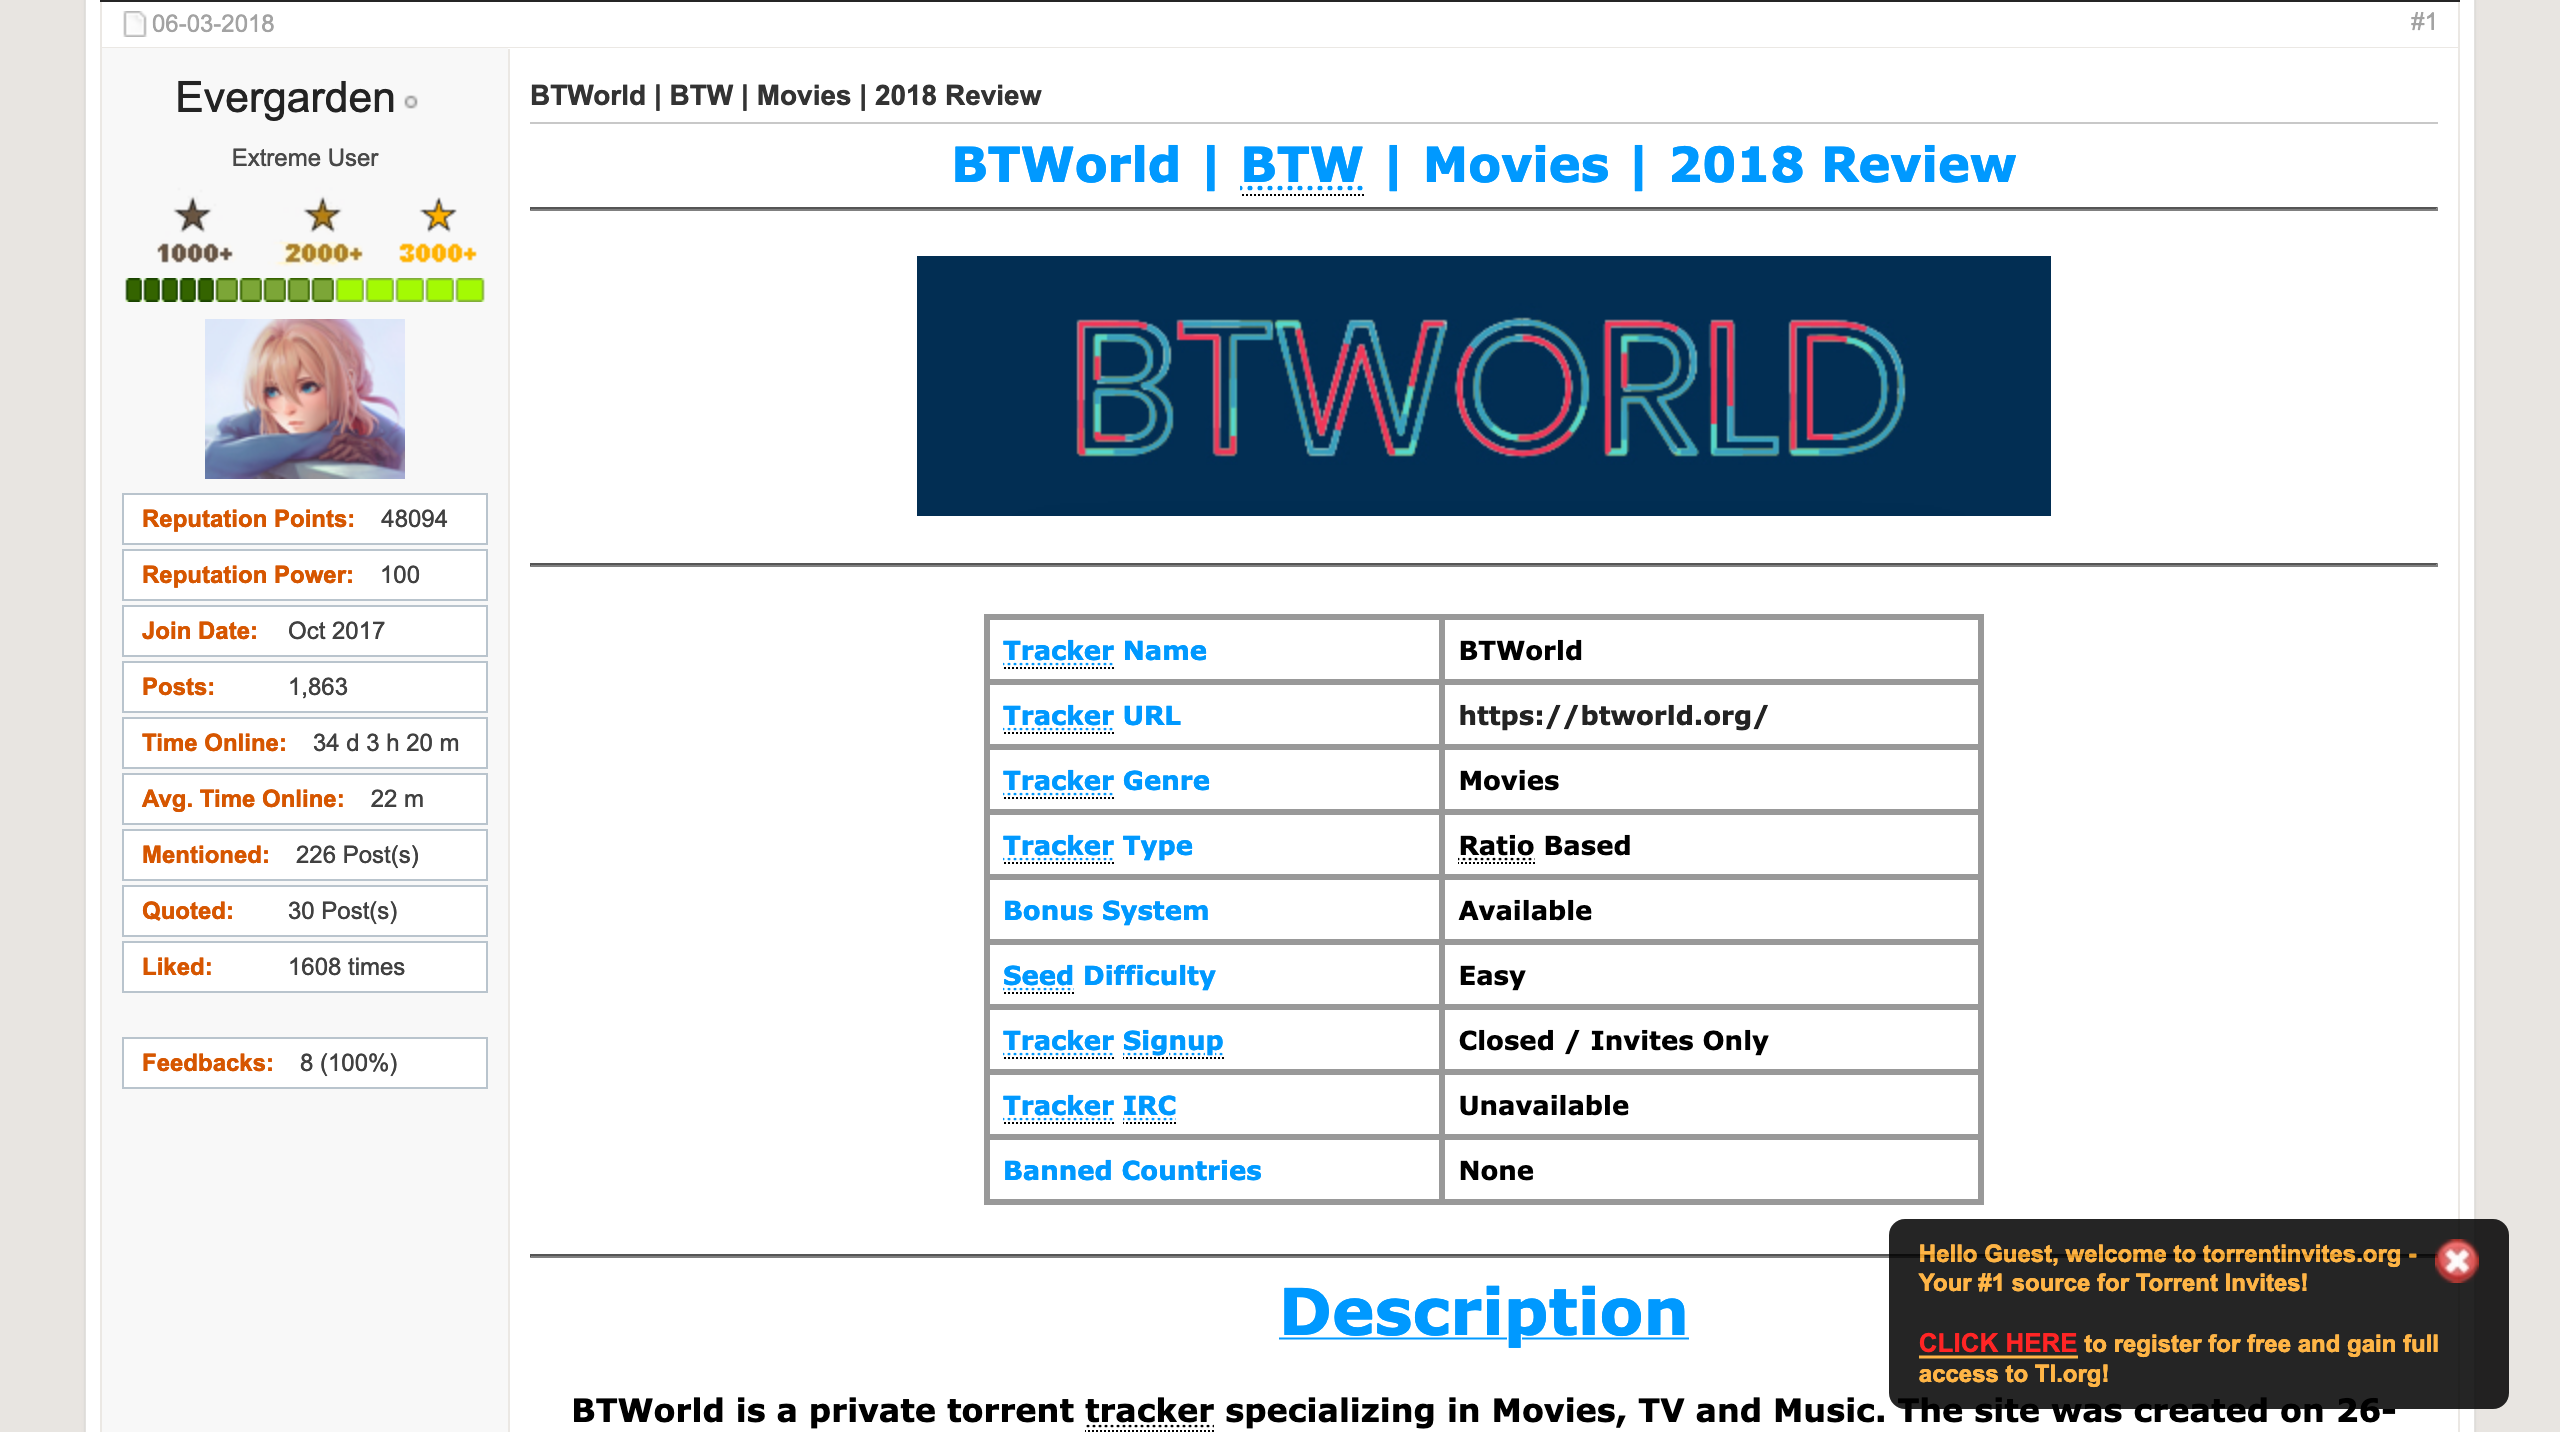 06-03-2018
#1
Evergarden
Extreme User
1000+ 2000+ 3000+
Reputation Points: 48094
Reputation Power: 100
Join Date: Oct 2017
Posts: 1,863
Time Online: 34 d 3 h 20 m
Avg. Time Online: 22 m
Mentioned: 226 Post(s)
Quoted: 30 Post(s)
Liked: 1608 times
Feedbacks: 8 (100%)
BTWorld | BTW | Movies | 2018 Review
BTWorld | BTW | Movies | 2018 Review
BTWORLD
Tracker Name BTWorld
Tracker URL https://btworld.org/
Tracker Genre Movies
Tracker Type Ratio Based
Bonus System Available
Seed Difficulty Easy
Tracker Signup Closed / Invites Only
Tracker IRC Unavailable
Banned Countries None
Description
BTWorld is a private torrent tracker specializing in Movies, TV and Music. The site was created on 26-
Hello Guest, welcome to torrentinvites.org -
Your #1 source for Torrent Invites!
CLICK HERE to register for free and gain full
access to TI.org!